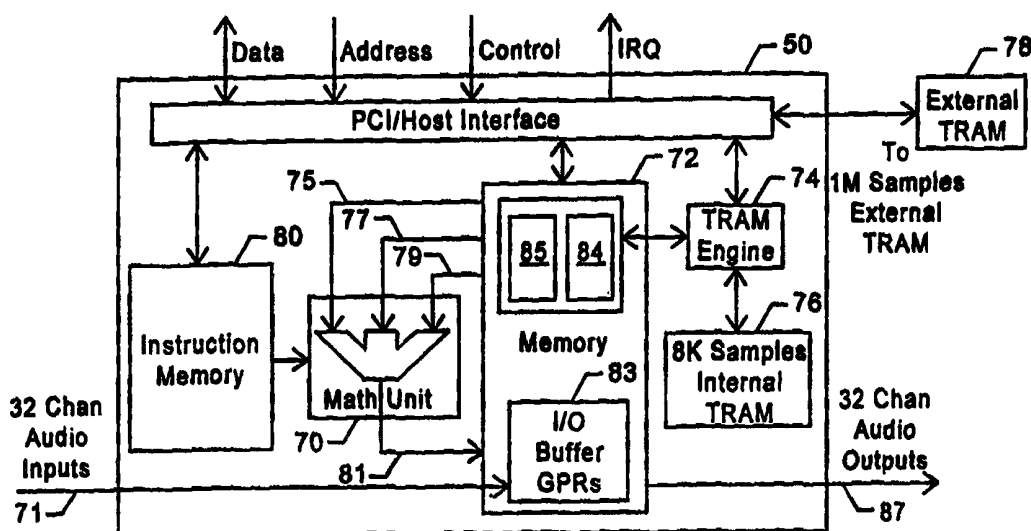 Data
Address
Control
IRQ
50
78
PCI/Host Interface
External
TRAM
To
1M Samples
External
TRAM
72
74
75
77
79
80
85
84
TRAM
Engine
76
Instruction
Memory
Memory
8K Samples
Internal
TRAM
83
Math Unit
70
81
I/O
Buffer
GPRs
32 Chan
Audio
Inputs
71
32 Chan
Audio
Outputs
87